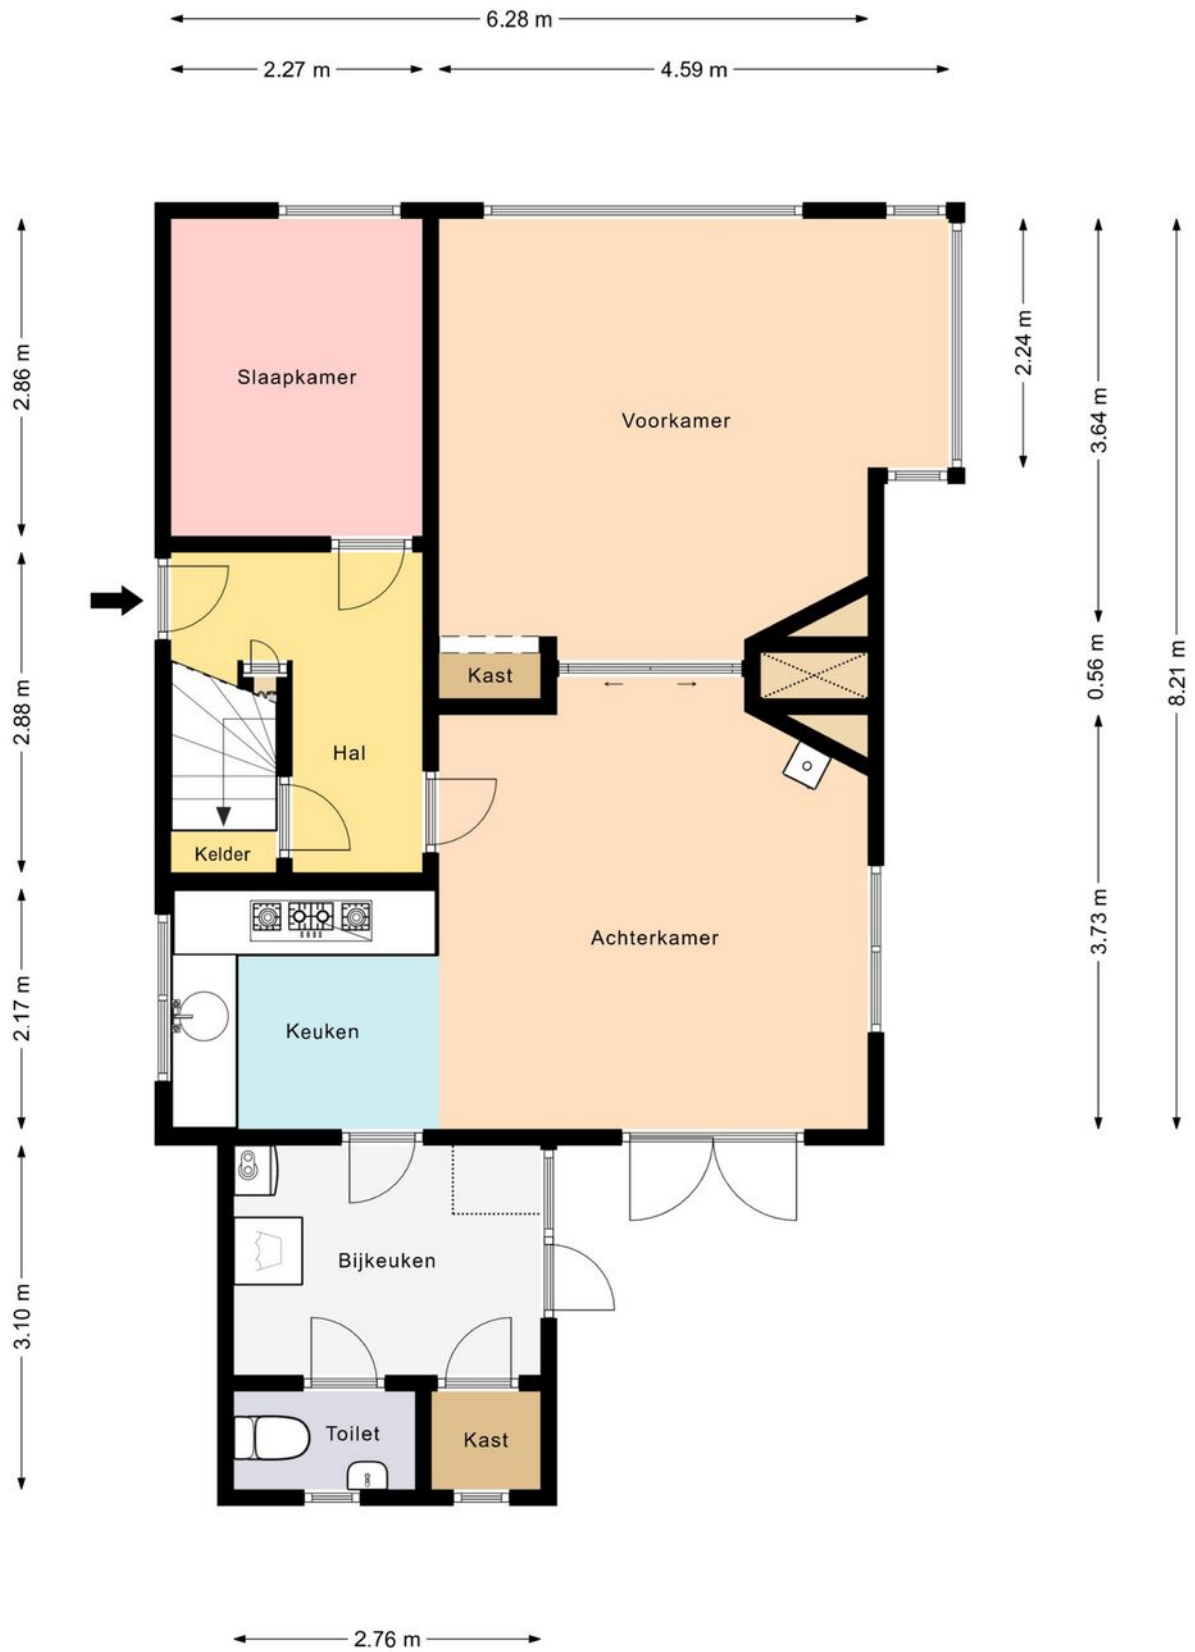 6.28 m
2.27 m
4.59 m
2.86 m
2.24 m
3.64 m
8.21 m
Slaapkamer
Voorkamer
2.88 m
0.56 m
Kast
Hal
Kelder
3.73 m
Achterkamer
2.17 m
Keuken
3.10 m
Bijkeuken
Toilet
Kast
2.76 m